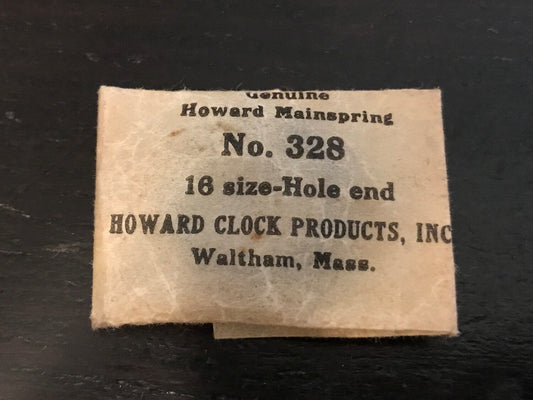 Genuine
Howard Mainspring
No. 328
16 size-Hole end
HOWARD CLOCK PRODUCTS, INC
Waltham, Mass.